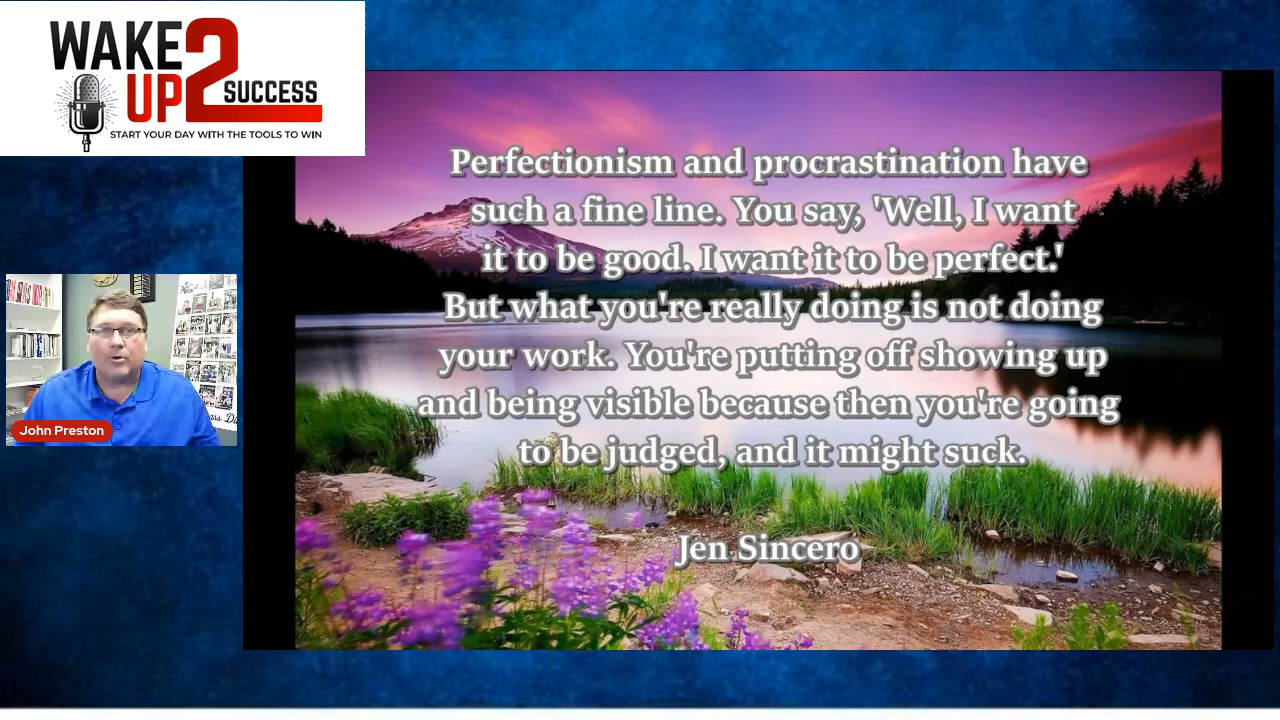 WAKE
UP 2 SUCCESS
START YOUR DAY WITH THE TOOLS TO WIN
Perfectionism and procrastination have
such a fine line. You say, 'Well, I want
it to be good. I want it to be perfect.'
But what you're really doing is not doing
your work. You're putting off showing up
and being visible because then you're going
to be judged, and it might suck.
Jen Sincero
John Preston